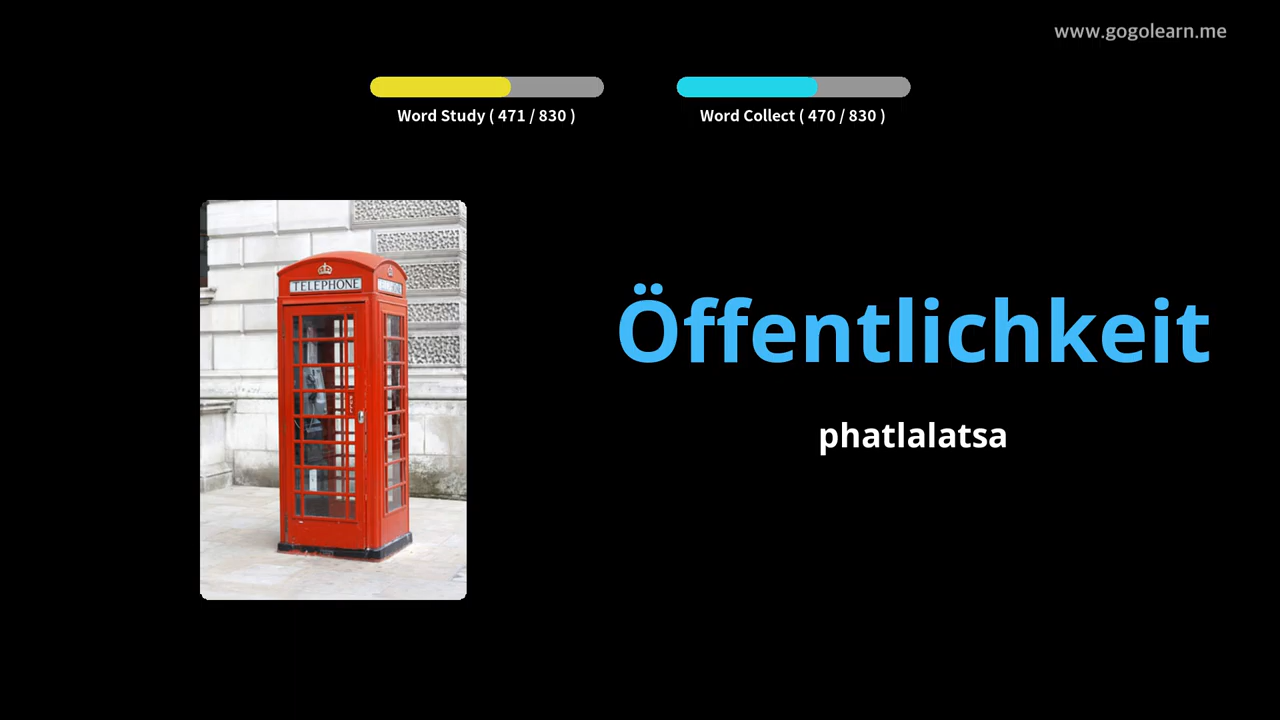 www.gogolearn.me
Word Study ( 471 / 830 )
Word Collect ( 470 / 830 )
TELEPHONE
Öffentlichkeit
phatlalatsa